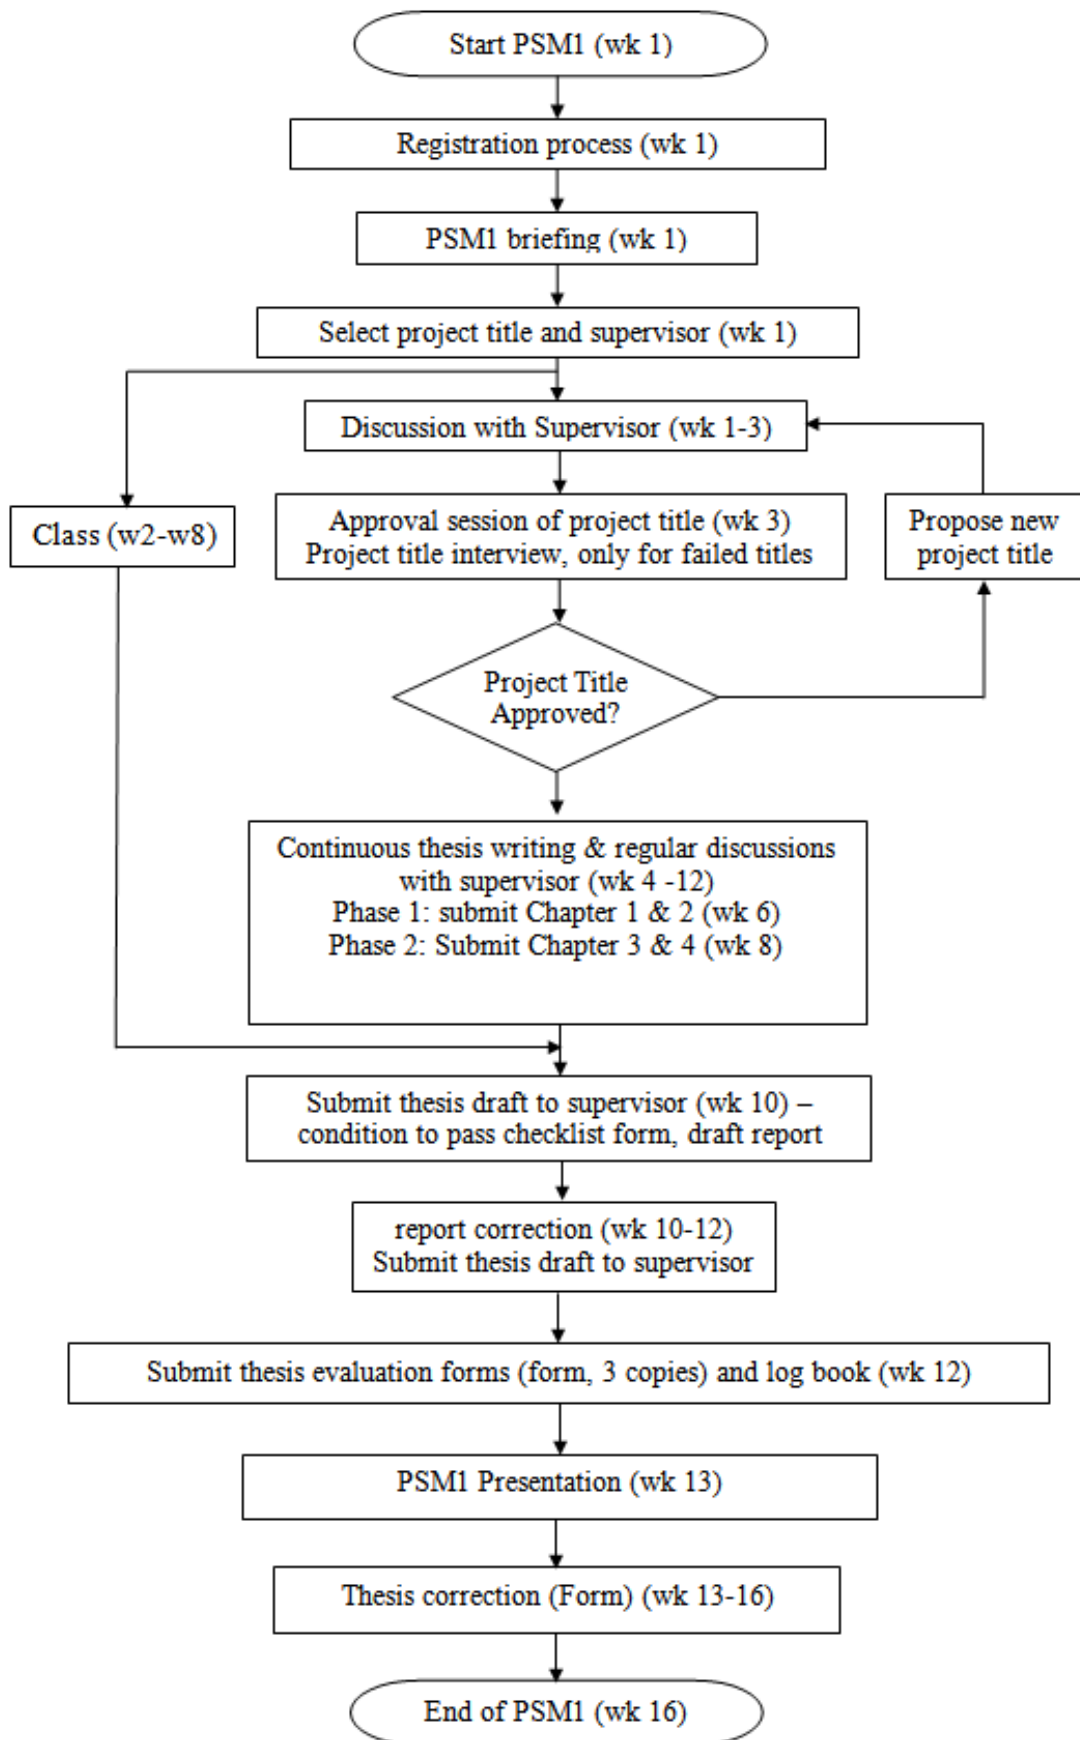 Start PSM1 (wk 1)
Registration process (wk 1)
PSM1 briefing (wk 1)
Select project title and supervisor (wk 1)
Discussion with Supervisor (wk 1-3)
Class (w2-w8)
Approval session of project title (wk 3)
Project title interview, only for failed titles
Propose new
project title
Project Title
Approved?
Continuous thesis writing & regular discussions
with supervisor (wk 4 -12)
Phase 1: submit Chapter 1 & 2 (wk 6)
Phase 2: Submit Chapter 3 & 4 (wk 8)
Submit thesis draft to supervisor (wk 10) –
condition to pass checklist form, draft report
report correction (wk 10-12)
Submit thesis draft to supervisor
Submit thesis evaluation forms (form, 3 copies) and log book (wk 12)
PSM1 Presentation (wk 13)
Thesis correction (Form) (wk 13-16)
End of PSM1 (wk 16)